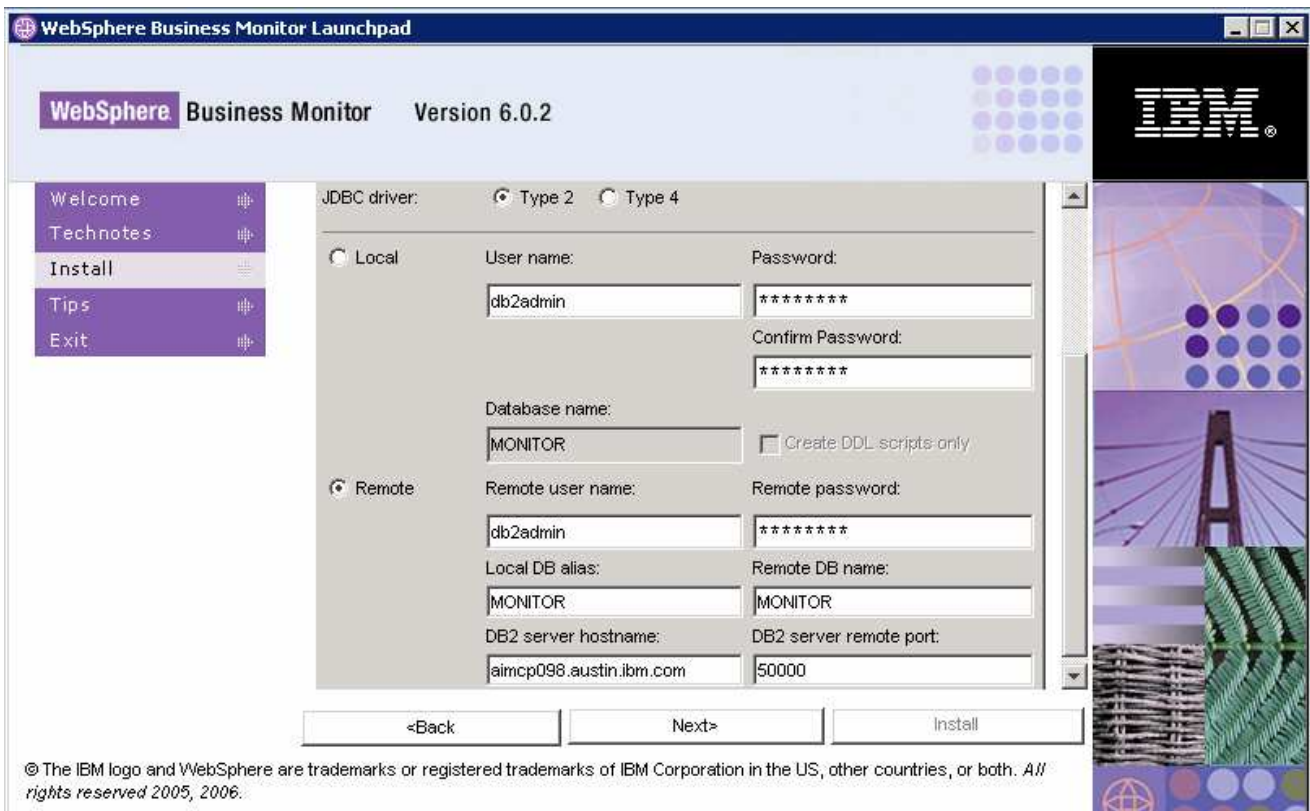 WebSphere Business Monitor Launchpad
WebSphere Business Monitor Version 6.0.2
IBM®
Welcome
Technotes
Install
Tips
Exit
JDBC driver: Type 2 Type 4
Local User name: Password:
db2admin ********
Confirm Password:
********
Database name:
MONITOR Create DDL scripts only
Remote Remote user name: Remote password:
db2admin ********
Local DB alias: Remote DB name:
MONITOR MONITOR
DB2 server hostname: DB2 server remote port:
aimcp098.austin.ibm.com 50000
<Back Next> Install
© The IBM logo and WebSphere are trademarks or registered trademarks of IBM Corporation in the US, other countries, or both. All
rights reserved 2005, 2006.